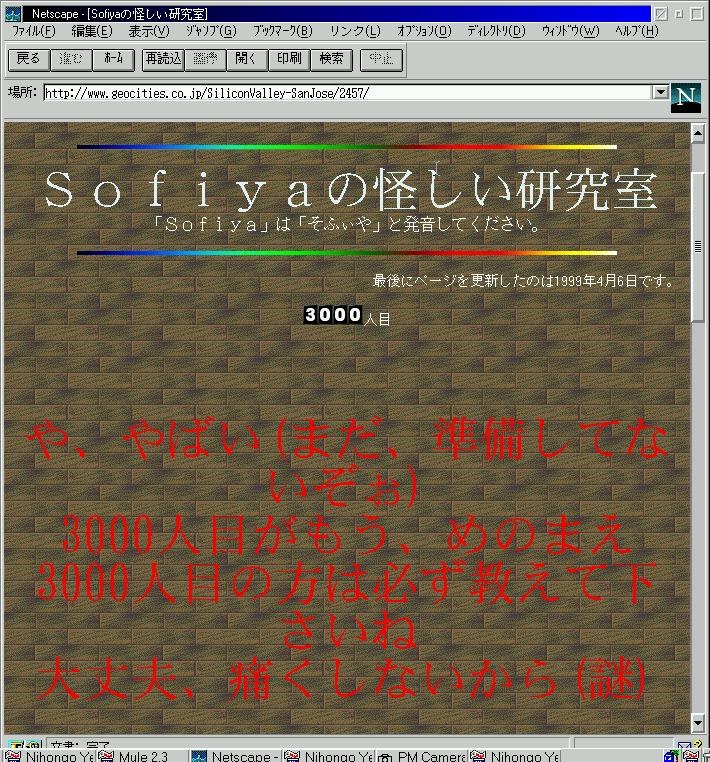 Netscape - [Sofiyaの怪しい研究室]
ファイル(F) 編集(E) 表示(V) ジャンプ(G) ブックマーク(B) リンク(L) オプション(O) ディレクトリ(D) ウィンドウ(W) ヘルプ(H)
戻る 進む ホーム 再読込 画像 開く 印刷 検索 中止
場所: http://www.geocities.co.jp/SiliconValley-SanJose/2457/
N
Ｓｏｆｉｙａの怪しい研究室
「Ｓｏｆｉｙａ」は「そふぃや」と発音してください。
最後にページを更新したのは1999年4月6日です。
3000人目
や、やばい (まだ、準備してな
いぞぉ)
3000人目がもう、めのまえ
3000人目の方は必ず教えて下
さいね
大丈夫、痛くしないから (謎)
文書: 完了
Nihongo Ye Mule 2.3 Netscape - Nihongo Ye PM Camera Nihongo Ye